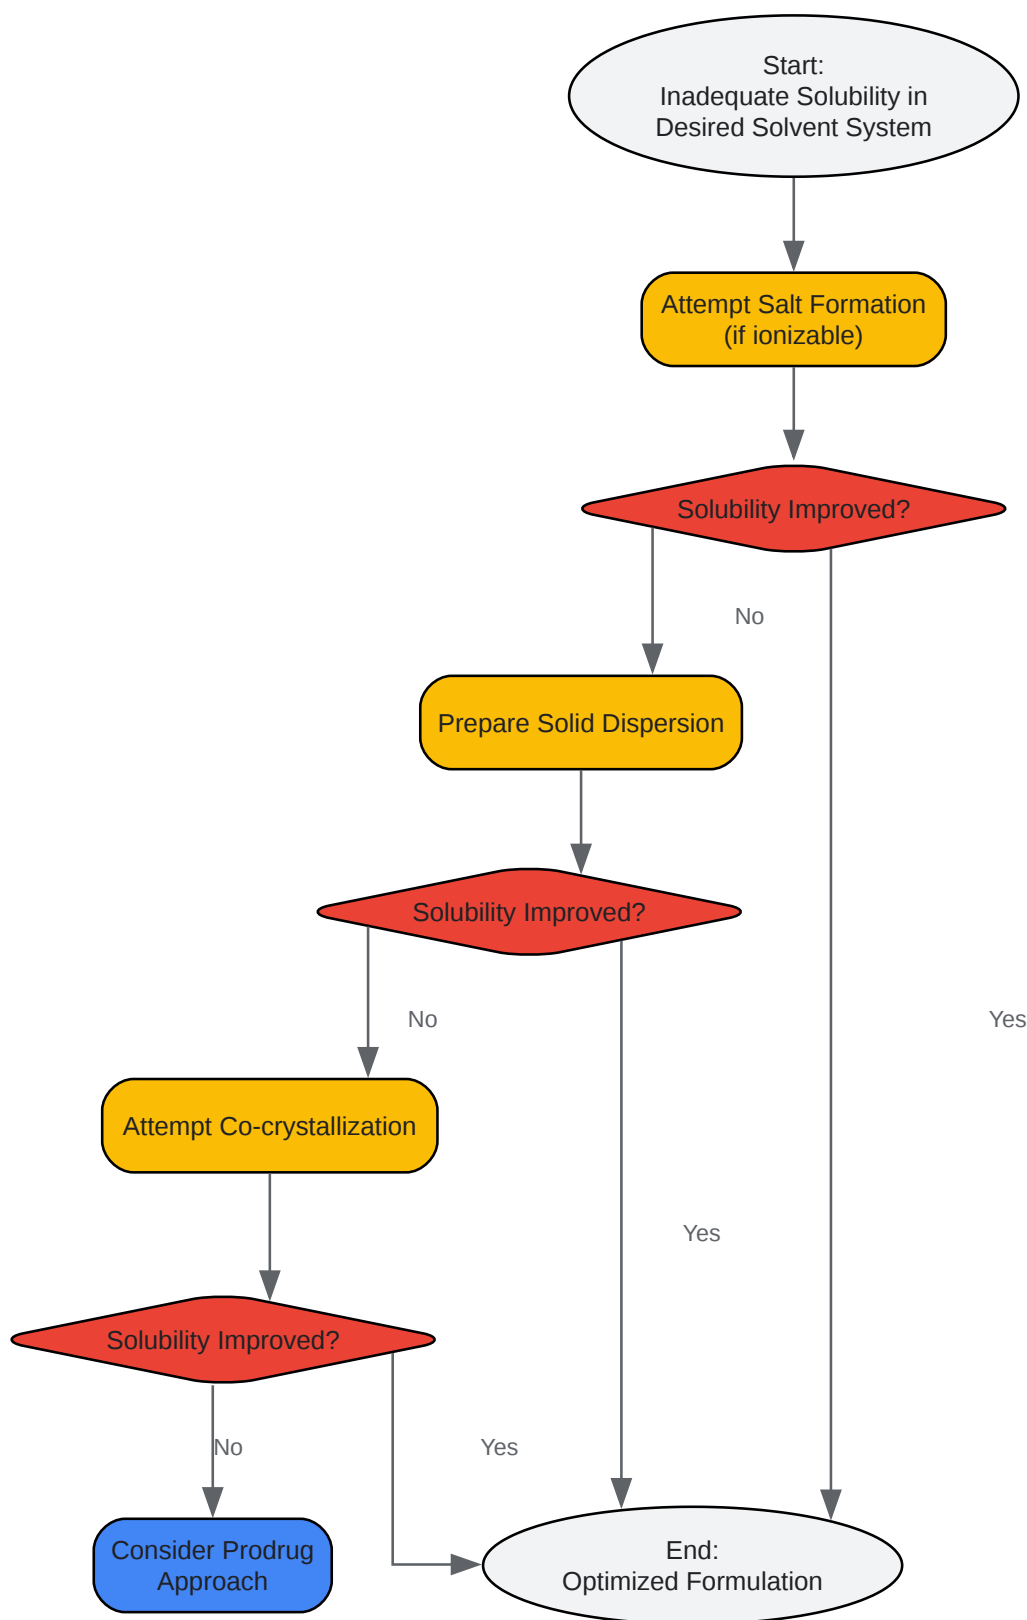 Start:
Inadequate Solubility in
Desired Solvent System
Attempt Salt Formation
(if ionizable)
Solubility Improved?
No
Prepare Solid Dispersion
Solubility Improved?
No
Yes
Attempt Co-crystallization
Yes
Solubility Improved?
No
Yes
Consider Prodrug
Approach
End:
Optimized Formulation